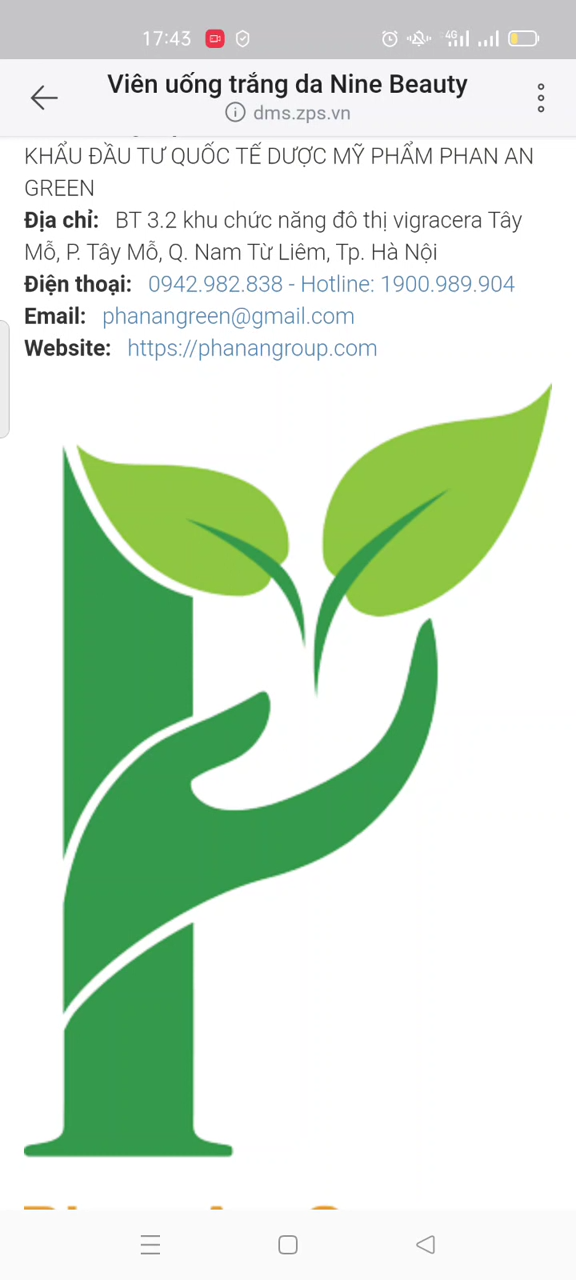 17:43
4G
Viên uống trắng da Nine Beauty
dms.zps.vn
KHẨU ĐẦU TƯ QUỐC TẾ DƯỢC MỸ PHẨM PHAN AN
GREEN
Địa chỉ: BT 3.2 khu chức năng đô thị vigracera Tây
Mỗ, P. Tây Mỗ, Q. Nam Từ Liêm, Tp. Hà Nội
Điện thoại: 0942.982.838 - Hotline: 1900.989.904
Email: phanangreen@gmail.com
Website: https://phanangroup.com